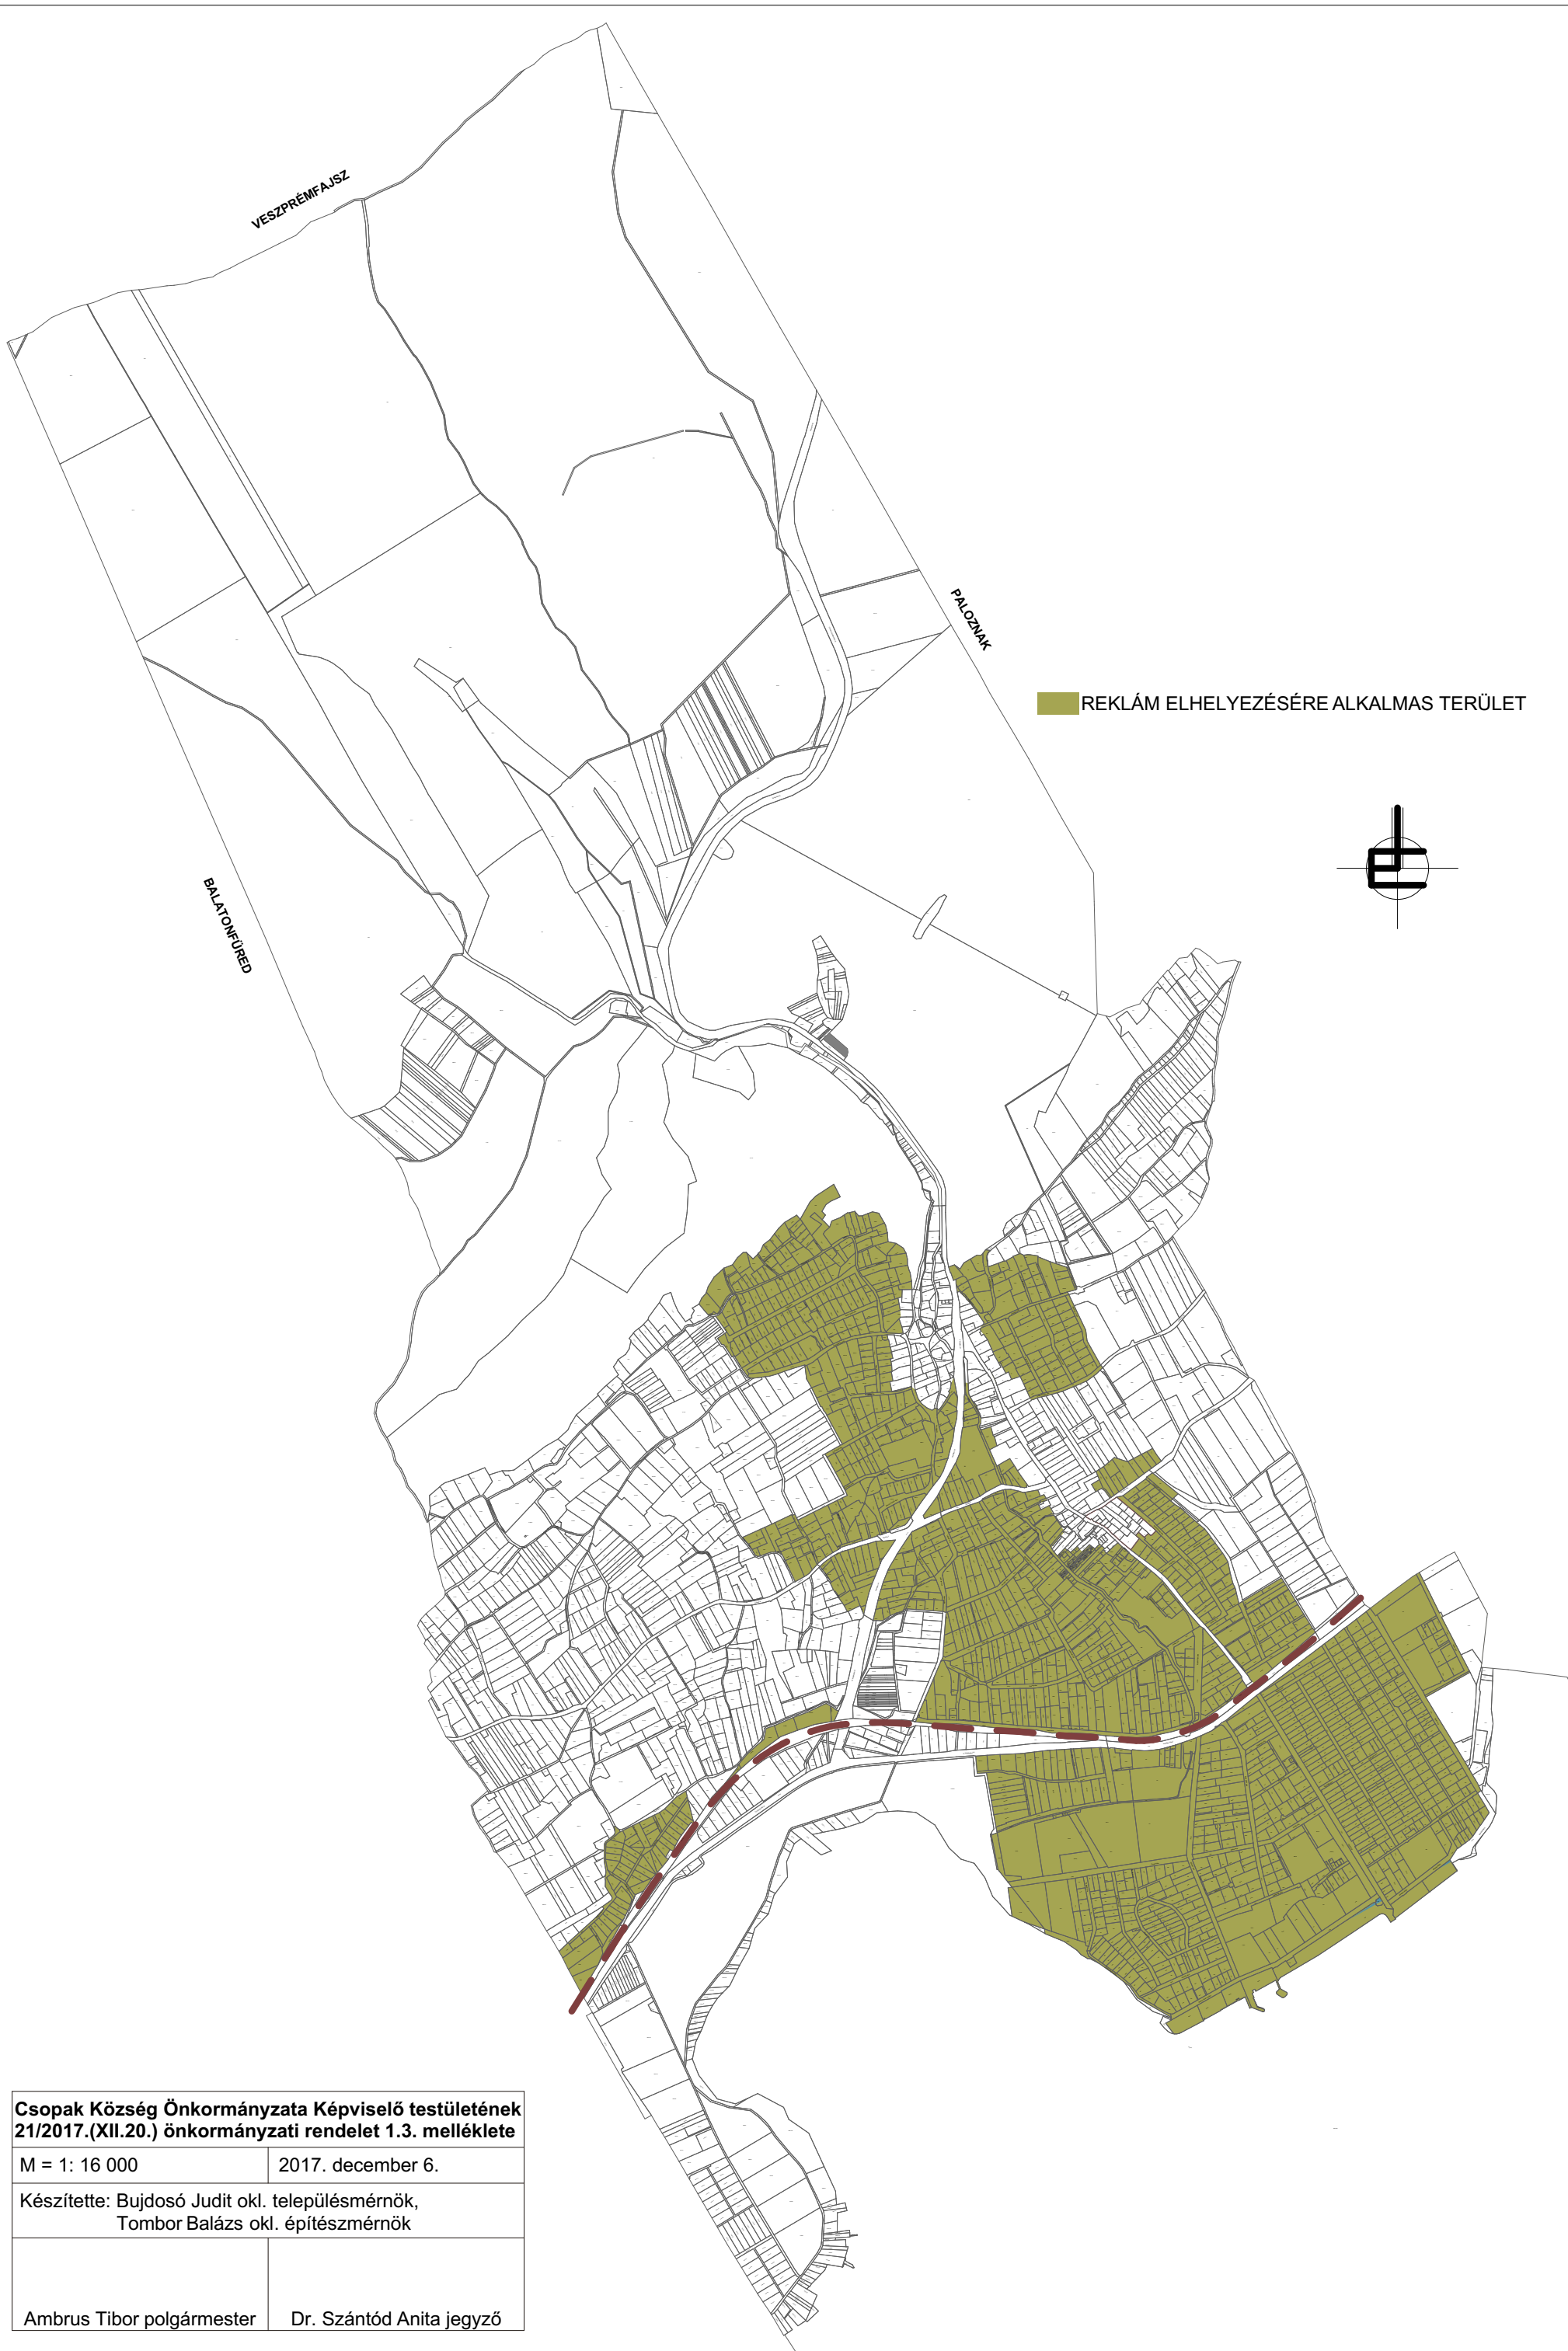 VESZPRÉMFAJSZ
PALOZNAK
REKLÁM ELHELYEZÉSÉRE ALKALMAS TERÜLET
BALATONFÜRED
Csopak Község Önkormányzata Képviselő testületének
21/2017.(XII.20.) önkormányzati rendelet 1.3. melléklete
M = 1: 16 000
2017. december 6.
Készítette: Bujdosó Judit okl. településmérnök,
Tombor Balázs okl. építészmérnök
Ambrus Tibor polgármester
Dr. Szántód Anita jegyző